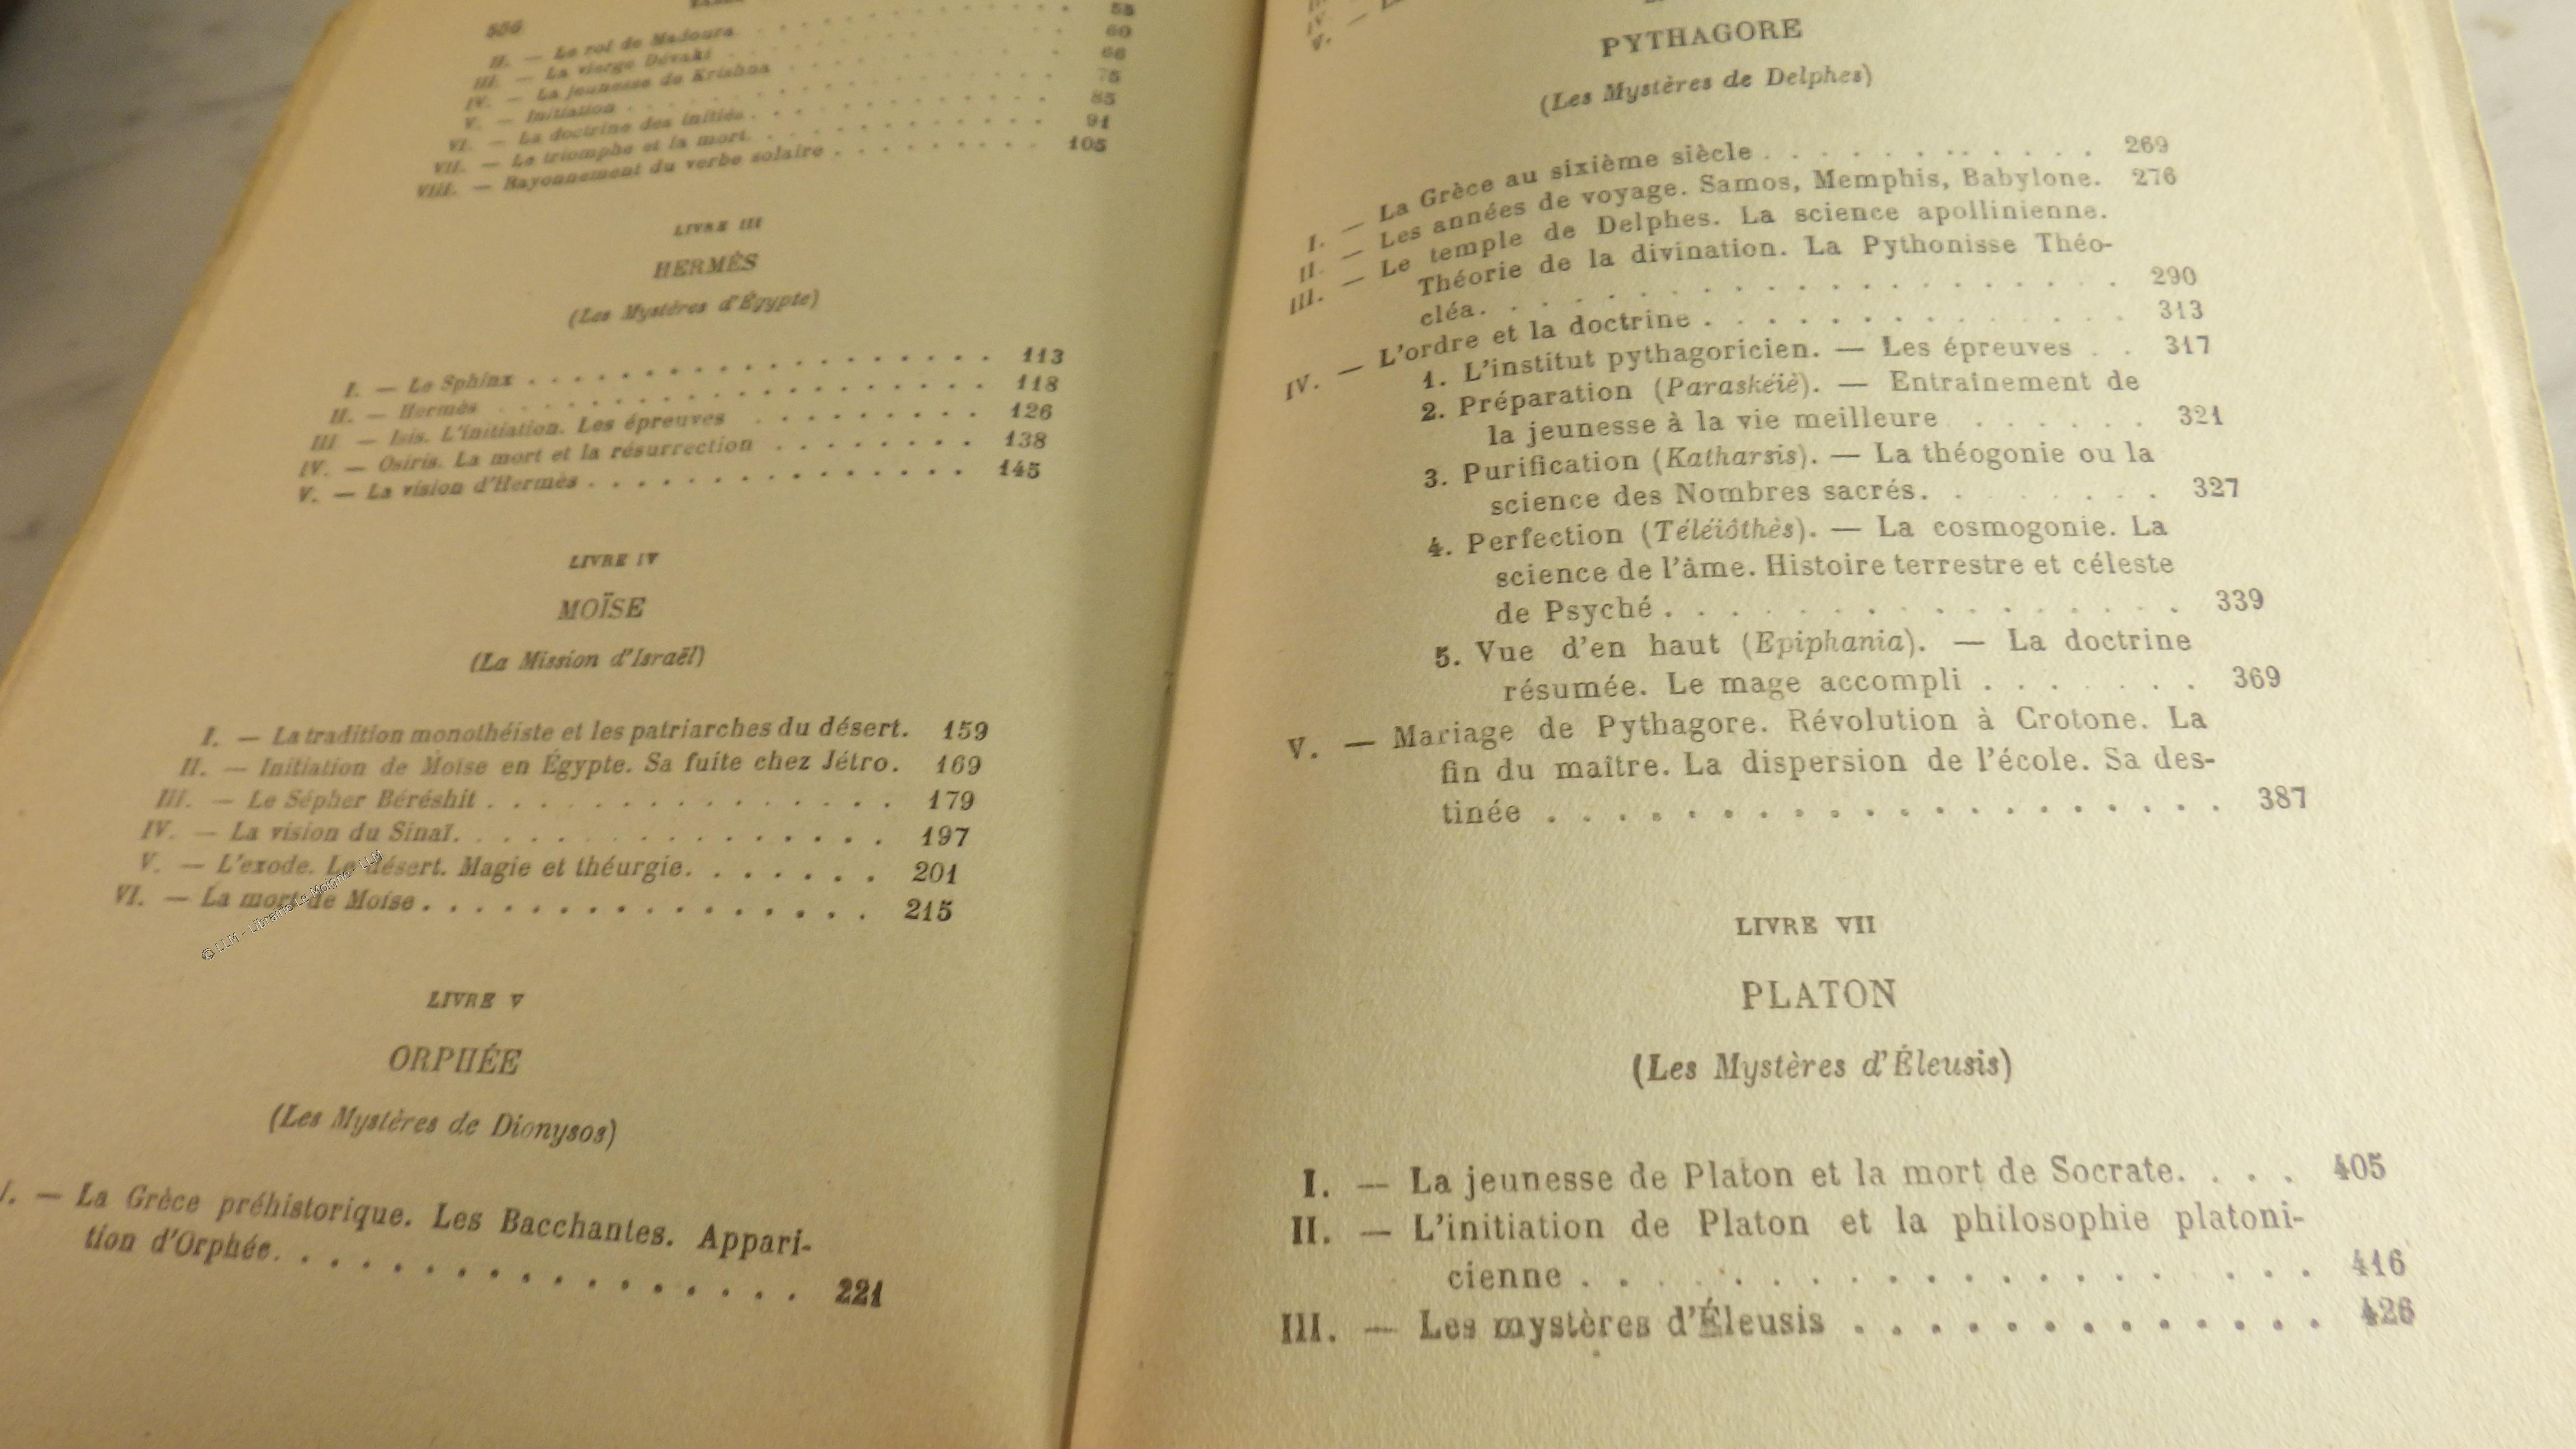 II. — Le roi de Madoura
III. — La vierge Dévaki . . . 60
IV. — La jeunesse de Krishna . . . 66
V. — Initiation . . . 75
VI. — La doctrine des initiés . . . 85
VII. — Le triomphe et la mort. . . . 91
VIII. — Rayonnement du verbe solaire . . . 105
LIVRE III
HERMÈS
(Les Mystères d'Égypte)
I. — Le Sphinx . . . 113
II. — Hermès . . . 118
III — Isis. L'initiation. Les épreuves . . . 126
IV. — Osiris. La mort et la résurrection . . . 138
V. — La vision d'Hermès . . . 145
LIVRE IV
MOÏSE
(La Mission d'Israël)
I. — La tradition monothéiste et les patriarches du désert. 159
II. — Initiation de Moïse en Égypte. Sa fuite chez Jétro. 169
III. — Le Sépher Béréshit . . . 179
IV. — La vision du Sinaï. . . . 197
V. — L'exode. Le désert. Magie et théurgie. . . . 201
VI. — La mort de Moïse . . . 215
© LLM - Librairie Le Moigne - LLM
LIVRE V
ORPHÉE
(Les Mystères de Dionysos)
I. — La Grèce préhistorique. Les Bacchantes. Appari-
tion d'Orphée. . . . 221
PYTHAGORE
(Les Mystères de Delphes)
I. — La Grèce au sixième siècle . . . 269
II. — Les années de voyage. Samos, Memphis, Babylone. 276
III. — Le temple de Delphes. La science apollinienne.
Théorie de la divination. La Pythonisse Théo-
cléa. . . . 290
IV. — L'ordre et la doctrine . . . 313
1. L'institut pythagoricien. — Les épreuves . . 317
2. Préparation (Paraskéiè). — Entraînement de
la jeunesse à la vie meilleure . . . 321
3. Purification (Katharsis). — La théogonie ou la
science des Nombres sacrés. . . . 327
4. Perfection (Téléiôthès). — La cosmogonie. La
science de l'âme. Histoire terrestre et céleste
de Psyché . . . 339
5. Vue d'en haut (Epiphania). — La doctrine
résumée. Le mage accompli . . . 369
V. — Mariage de Pythagore. Révolution à Crotone. La
fin du maître. La dispersion de l'école. Sa des-
tinée . . . 387
LIVRE VII
PLATON
(Les Mystères d'Éleusis)
I. — La jeunesse de Platon et la mort de Socrate. . . . 405
II. — L'initiation de Platon et la philosophie platoni-
cienne . . . 416
III. — Les mystères d'Éleusis . . . 426